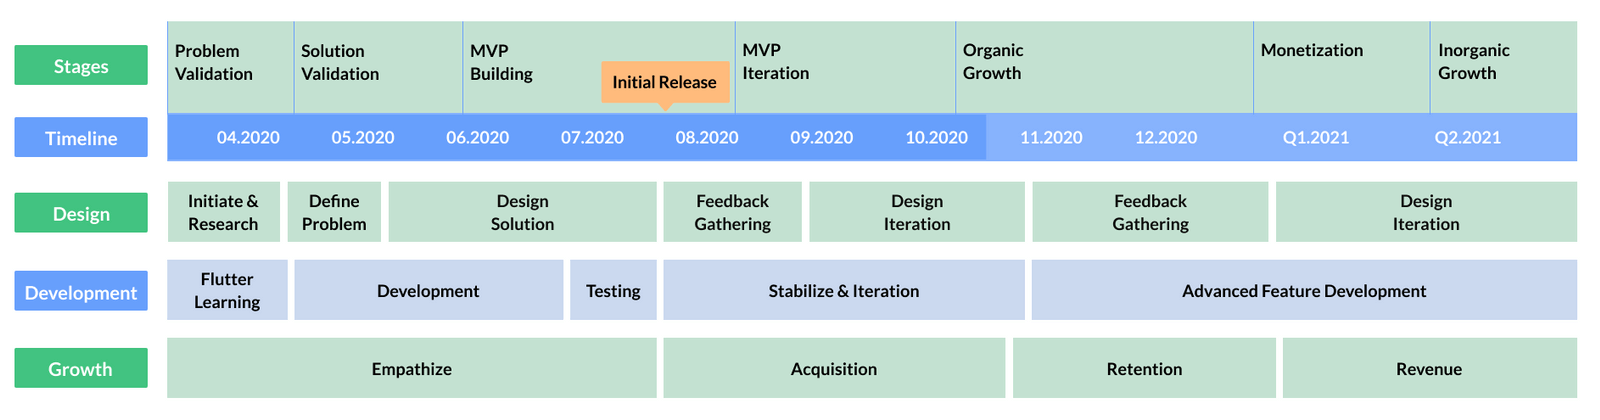 Stages
Problem
Validation
Solution
Validation
MVP
Building
Initial Release
MVP
Iteration
Organic
Growth
Monetization
Inorganic
Growth
Timeline
04.2020 05.2020 06.2020 07.2020 08.2020 09.2020 10.2020 11.2020 12.2020 Q1.2021 Q2.2021
Design
Initiate &
Research
Define
Problem
Design
Solution
Feedback
Gathering
Design
Iteration
Feedback
Gathering
Design
Iteration
Development
Flutter
Learning
Development
Testing
Stabilize & Iteration
Advanced Feature Development
Growth
Empathize
Acquisition
Retention
Revenue